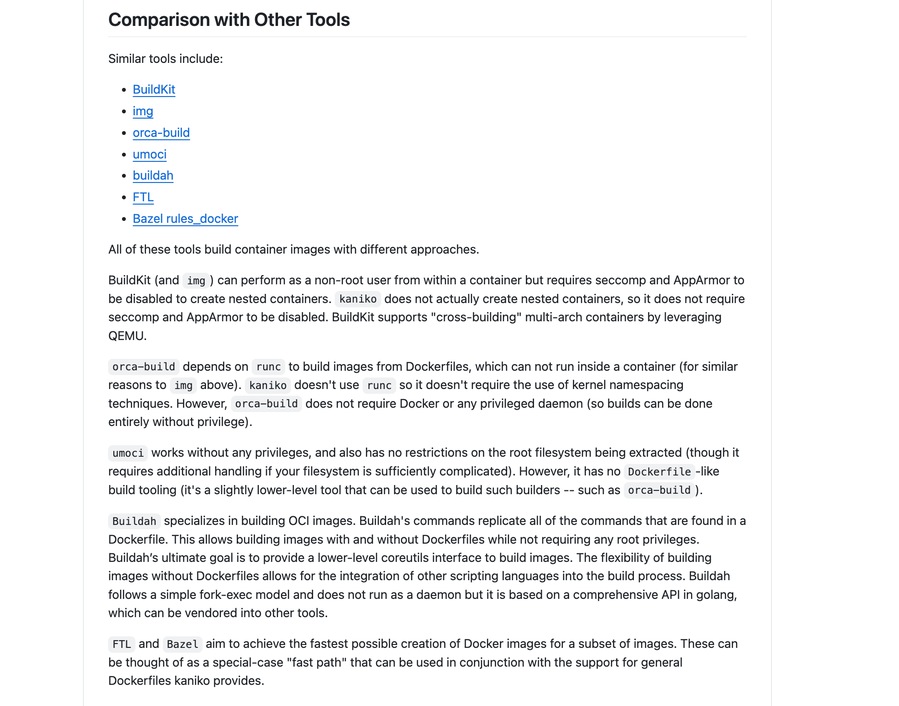 Comparison with Other Tools
Similar tools include:
• BuildKit
• img
• orca-build
• umoci
• buildah
• FTL
• Bazel rules_docker
All of these tools build container images with different approaches.
BuildKit (and img ) can perform as a non-root user from within a container but requires seccomp and AppArmor to
be disabled to create nested containers. kaniko does not actually create nested containers, so it does not require
seccomp and AppArmor to be disabled. BuildKit supports "cross-building" multi-arch containers by leveraging
QEMU.
orca-build depends on runc to build images from Dockerfiles, which can not run inside a container (for similar
reasons to img above). kaniko doesn't use runc so it doesn't require the use of kernel namespacing
techniques. However, orca-build does not require Docker or any privileged daemon (so builds can be done
entirely without privilege).
umoci works without any privileges, and also has no restrictions on the root filesystem being extracted (though it
requires additional handling if your filesystem is sufficiently complicated). However, it has no Dockerfile -like
build tooling (it's a slightly lower-level tool that can be used to build such builders -- such as orca-build ).
Buildah specializes in building OCI images. Buildah's commands replicate all of the commands that are found in a
Dockerfile. This allows building images with and without Dockerfiles while not requiring any root privileges.
Buildah’s ultimate goal is to provide a lower-level coreutils interface to build images. The flexibility of building
images without Dockerfiles allows for the integration of other scripting languages into the build process. Buildah
follows a simple fork-exec model and does not run as a daemon but it is based on a comprehensive API in golang,
which can be vendored into other tools.
FTL and Bazel aim to achieve the fastest possible creation of Docker images for a subset of images. These can
be thought of as a special-case "fast path" that can be used in conjunction with the support for general
Dockerfiles kaniko provides.